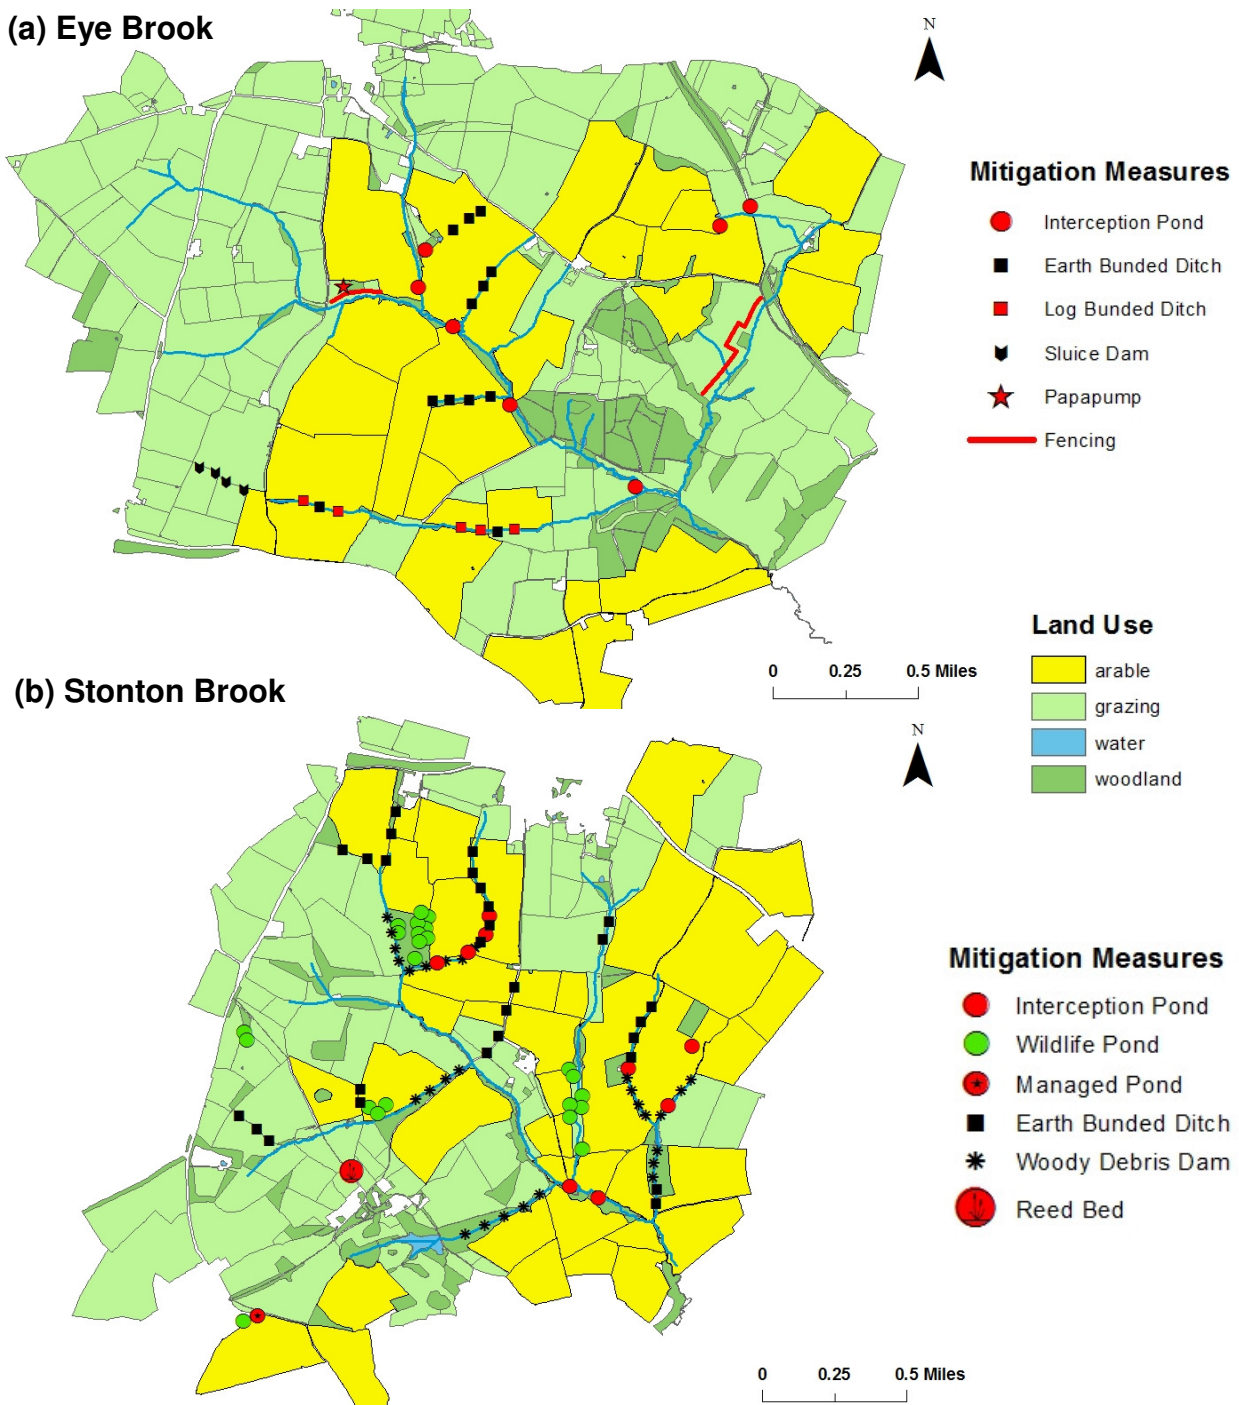 (a) Eye Brook
N
Mitigation Measures
Interception Pond
Earth Bunded Ditch
Log Bunded Ditch
Sluice Dam
Papapump
Fencing
Land Use
arable
grazing
water
woodland
0 0.25 0.5 Miles
(b) Stonton Brook
N
Mitigation Measures
Interception Pond
Wildlife Pond
Managed Pond
Earth Bunded Ditch
Woody Debris Dam
Reed Bed
0 0.25 0.5 Miles